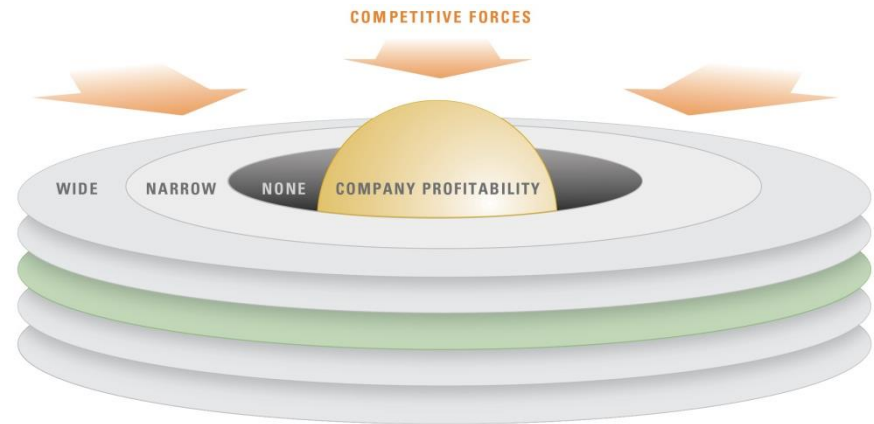 COMPETITIVE FORCES
WIDE NARROW NONE COMPANY PROFITABILITY